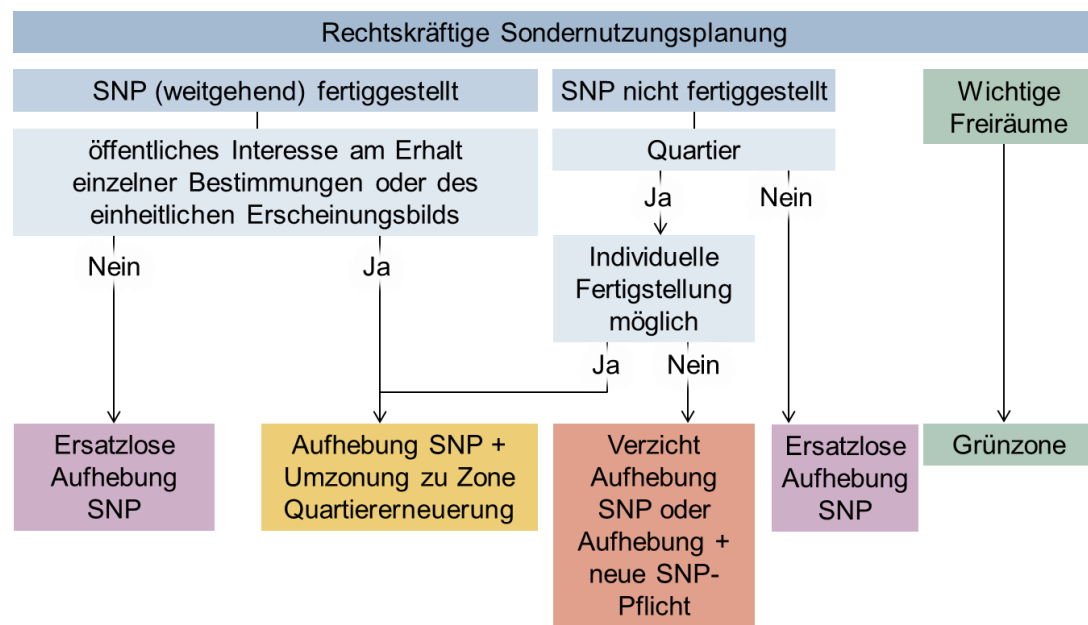 Rechtskräftige Sondernutzungsplanung
SNP (weitgehend) fertiggestellt
öffentliches Interesse am Erhalt
einzelner Bestimmungen oder des
einheitlichen Erscheinungsbilds
Nein
Ja
SNP nicht fertiggestellt
Quartier
Ja
Nein
Individuelle
Fertigstellung
möglich
Ja
Nein
Wichtige
Freiräume
Ersatzlose
Aufhebung
SNP
Aufhebung SNP +
Umzonung zu Zone
Quartiererneuerung
Verzicht
Aufhebung
SNP oder
Aufhebung +
neue SNP-
Pflicht
Ersatzlose
Aufhebung
SNP
Grünzone